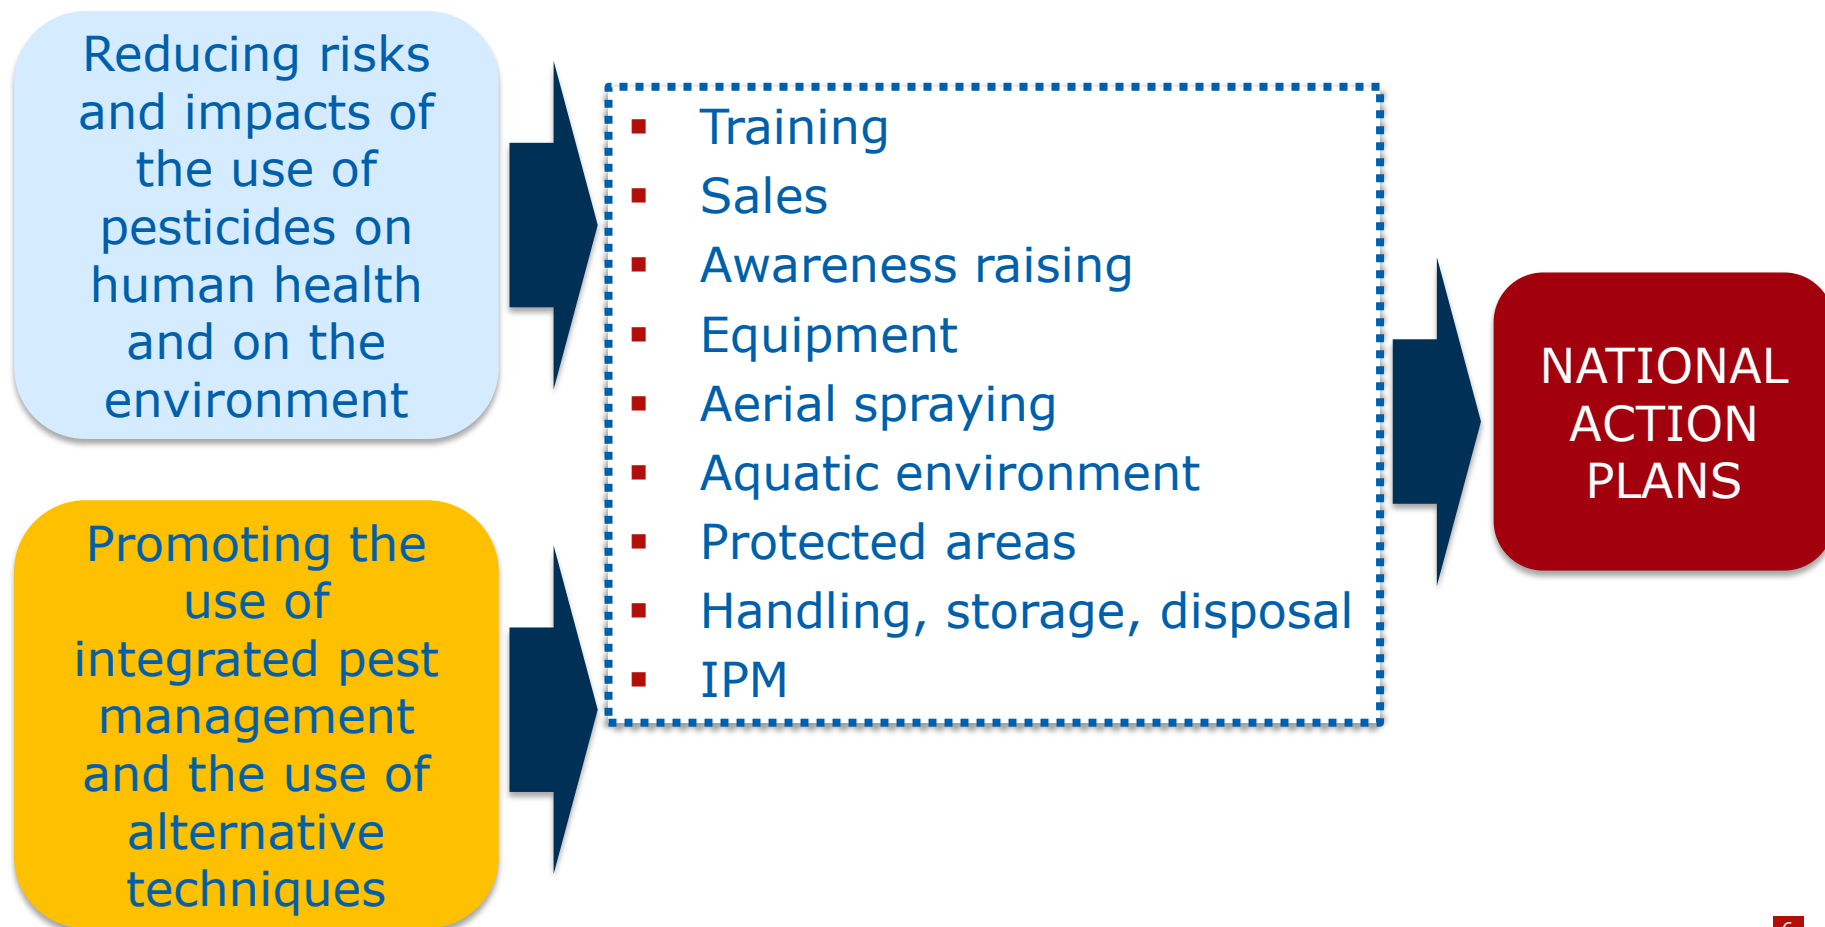 Reducing risks
and impacts of
the use of
pesticides on
human health
and on the
environment
Promoting the
use of
integrated pest
management
and the use of
alternative
techniques
Training
Sales
Awareness raising
Equipment
Aerial spraying
Aquatic environment
Protected areas
Handling, storage, disposal
IPM
NATIONAL
ACTION
PLANS